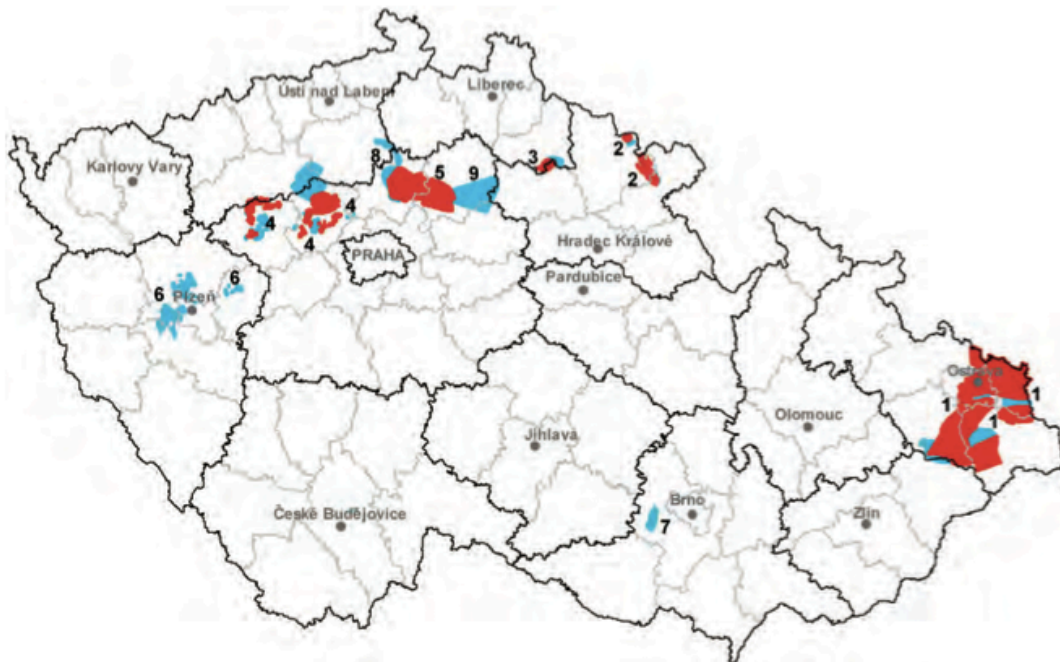 Liberec
Ústí nad Labem
Karlovy Vary
8
5
9
3
2
2
4
4
4
PRAHA
Hradec Králové
Pardubice
6
6
Plzeň
Ostrava
1
1
1
Olomouc
Jihlava
Brno
7
Zlín
České Budějovice